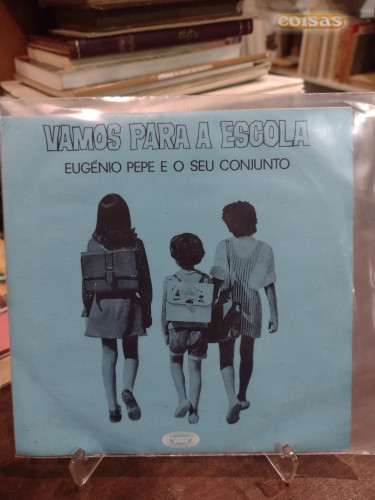 coisas
VAMOS PARA A ESCOLA
EUGÉNIO PEPE E O SEU CONJUNTO